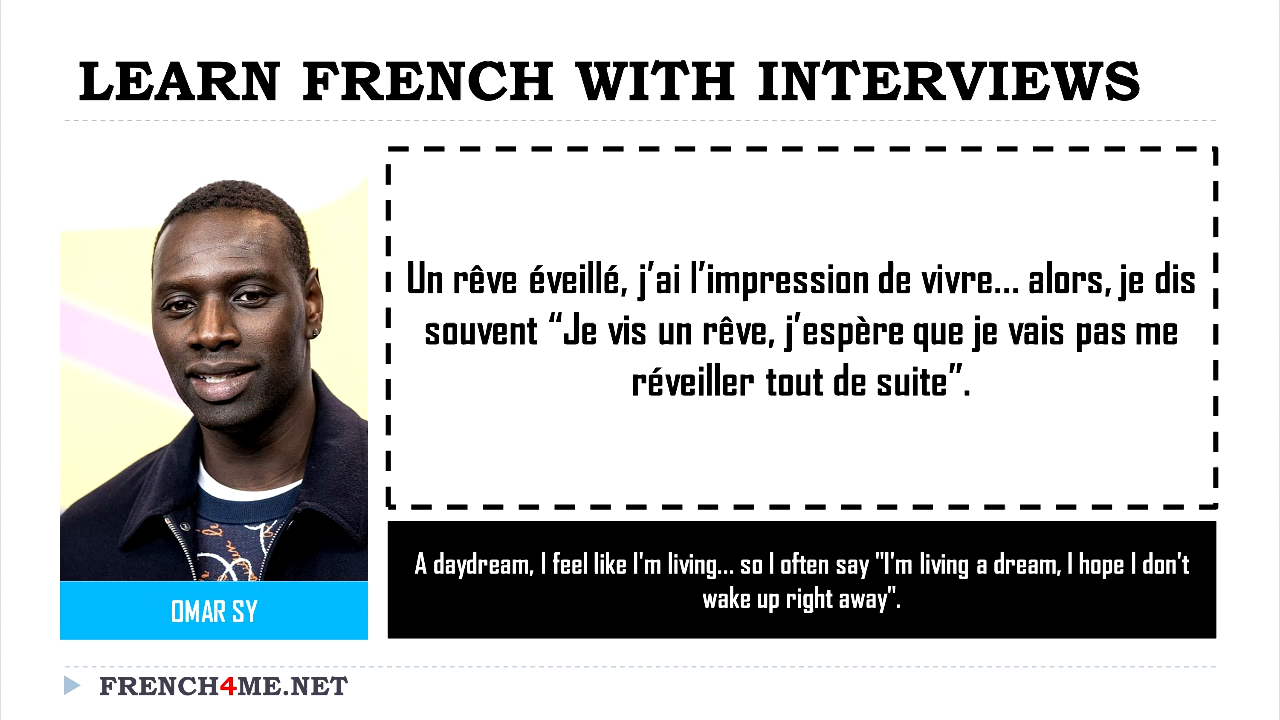 LEARN FRENCH WITH INTERVIEWS
Un rêve éveillé, j’ai l’impression de vivre... alors, je dis
souvent “Je vis un rêve, j’espère que je vais pas me
réveiller tout de suite”.
A daydream, I feel like I'm living... so I often say "I'm living a dream, I hope I don't
wake up right away".
OMAR SY
FRENCH4ME.NET